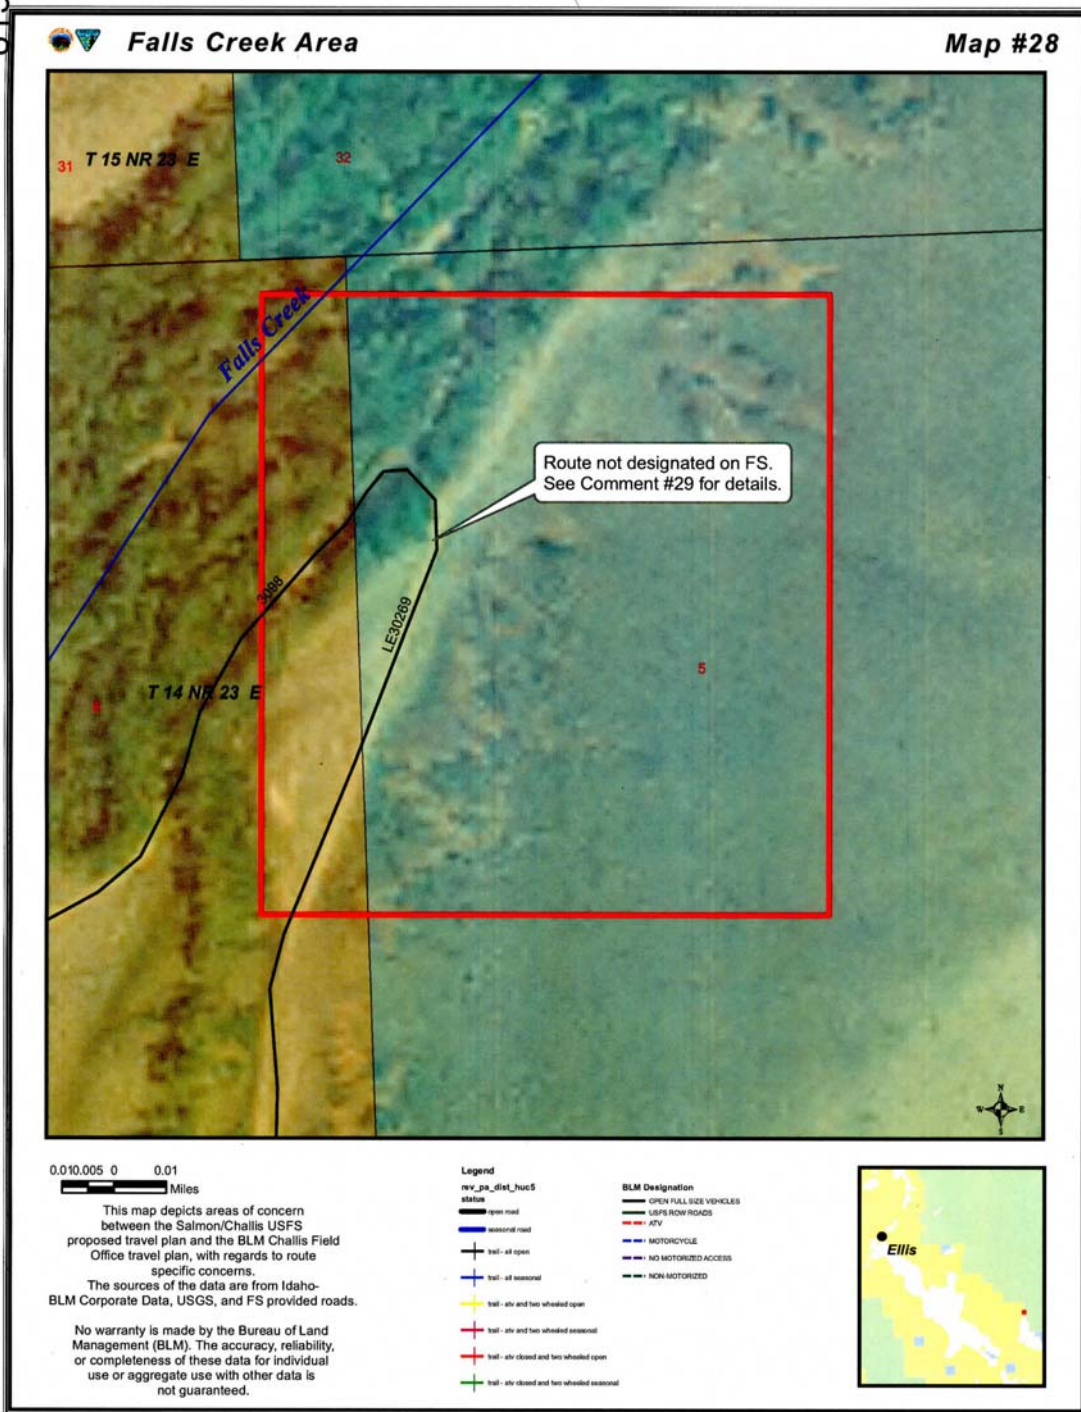 Falls Creek Area
Map #28
31 T 15 NR 23 E
32
Falls Creek
Route not designated on FS.
See Comment #29 for details.
3098
LE30269
5
T 14 NR 23 E
N
W E
S
0.010.005 0 0.01
Miles
This map depicts areas of concern
between the Salmon/Challis USFS
proposed travel plan and the BLM Challis Field
Office travel plan, with regards to route
specific concerns.
The sources of the data are from Idaho-
BLM Corporate Data, USGS, and FS provided roads.
No warranty is made by the Bureau of Land
Management (BLM). The accuracy, reliability,
or completeness of these data for individual
use or aggregate use with other data is
not guaranteed.
Legend
rev_pa_dist_huc5
status
open road
seasonal road
trail - all open
trail - all seasonal
trail - atv and two wheeled open
trail - atv and two wheeled seasonal
trail - atv closed and two wheeled open
trail - atv closed and two wheeled seasonal
BLM Designation
OPEN FULL SIZE VEHICLES
USFS ROW ROADS
ATV
MOTORCYCLE
NO MOTORIZED ACCESS
NON-MOTORIZED
Ellis